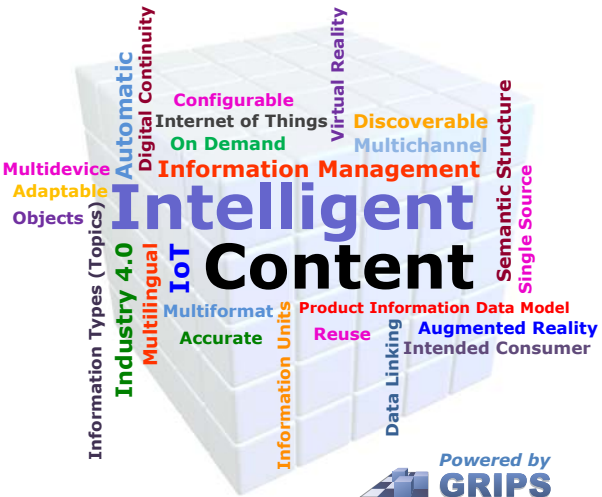 Digital Continuity
Virtual Reality
Automatic
Configurable
Internet of Things
Discoverable
On Demand
Multichannel
Semantic Structure
Multidevice
Information Management
Single Source
Adaptable
Intelligent
Objects
Information Types (Topics)
Industry 4.0
Multilingual
IoT
Content
Multiformat
Information Units
Product Information Data Model
Accurate
Reuse
Data Linking
Augmented Reality
Intended Consumer
Powered by
GRIPS